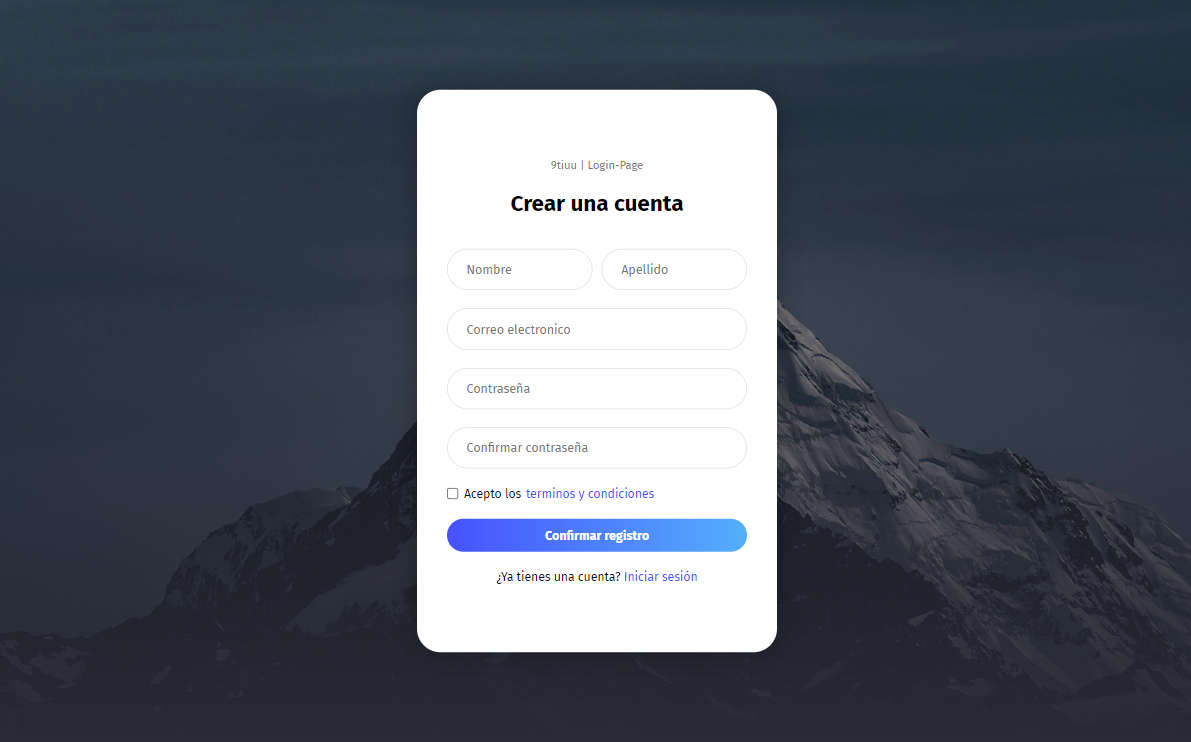 9tiuu | Login-Page
Crear una cuenta
Nombre Apellido
Correo electronico
Contraseña
Confirmar contraseña
Acepto los terminos y condiciones
Confirmar registro
¿Ya tienes una cuenta? Iniciar sesión